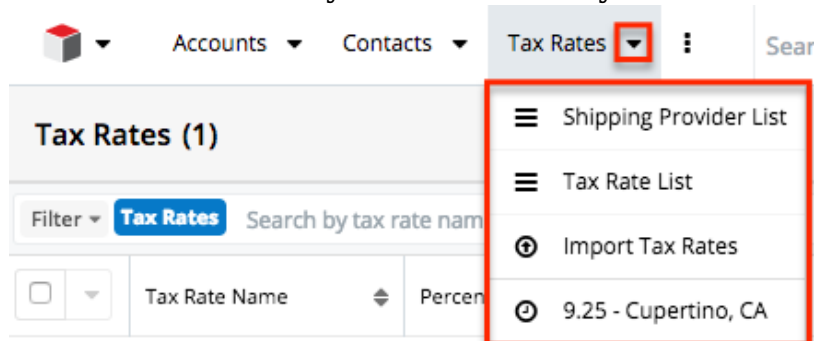 Accounts Contacts Tax Rates
Shipping Provider List
Tax Rates (1)
Tax Rate List
Filter Tax Rates Search by tax rate nam
Import Tax Rates
Tax Rate Name Percen
9.25 - Cupertino, CA